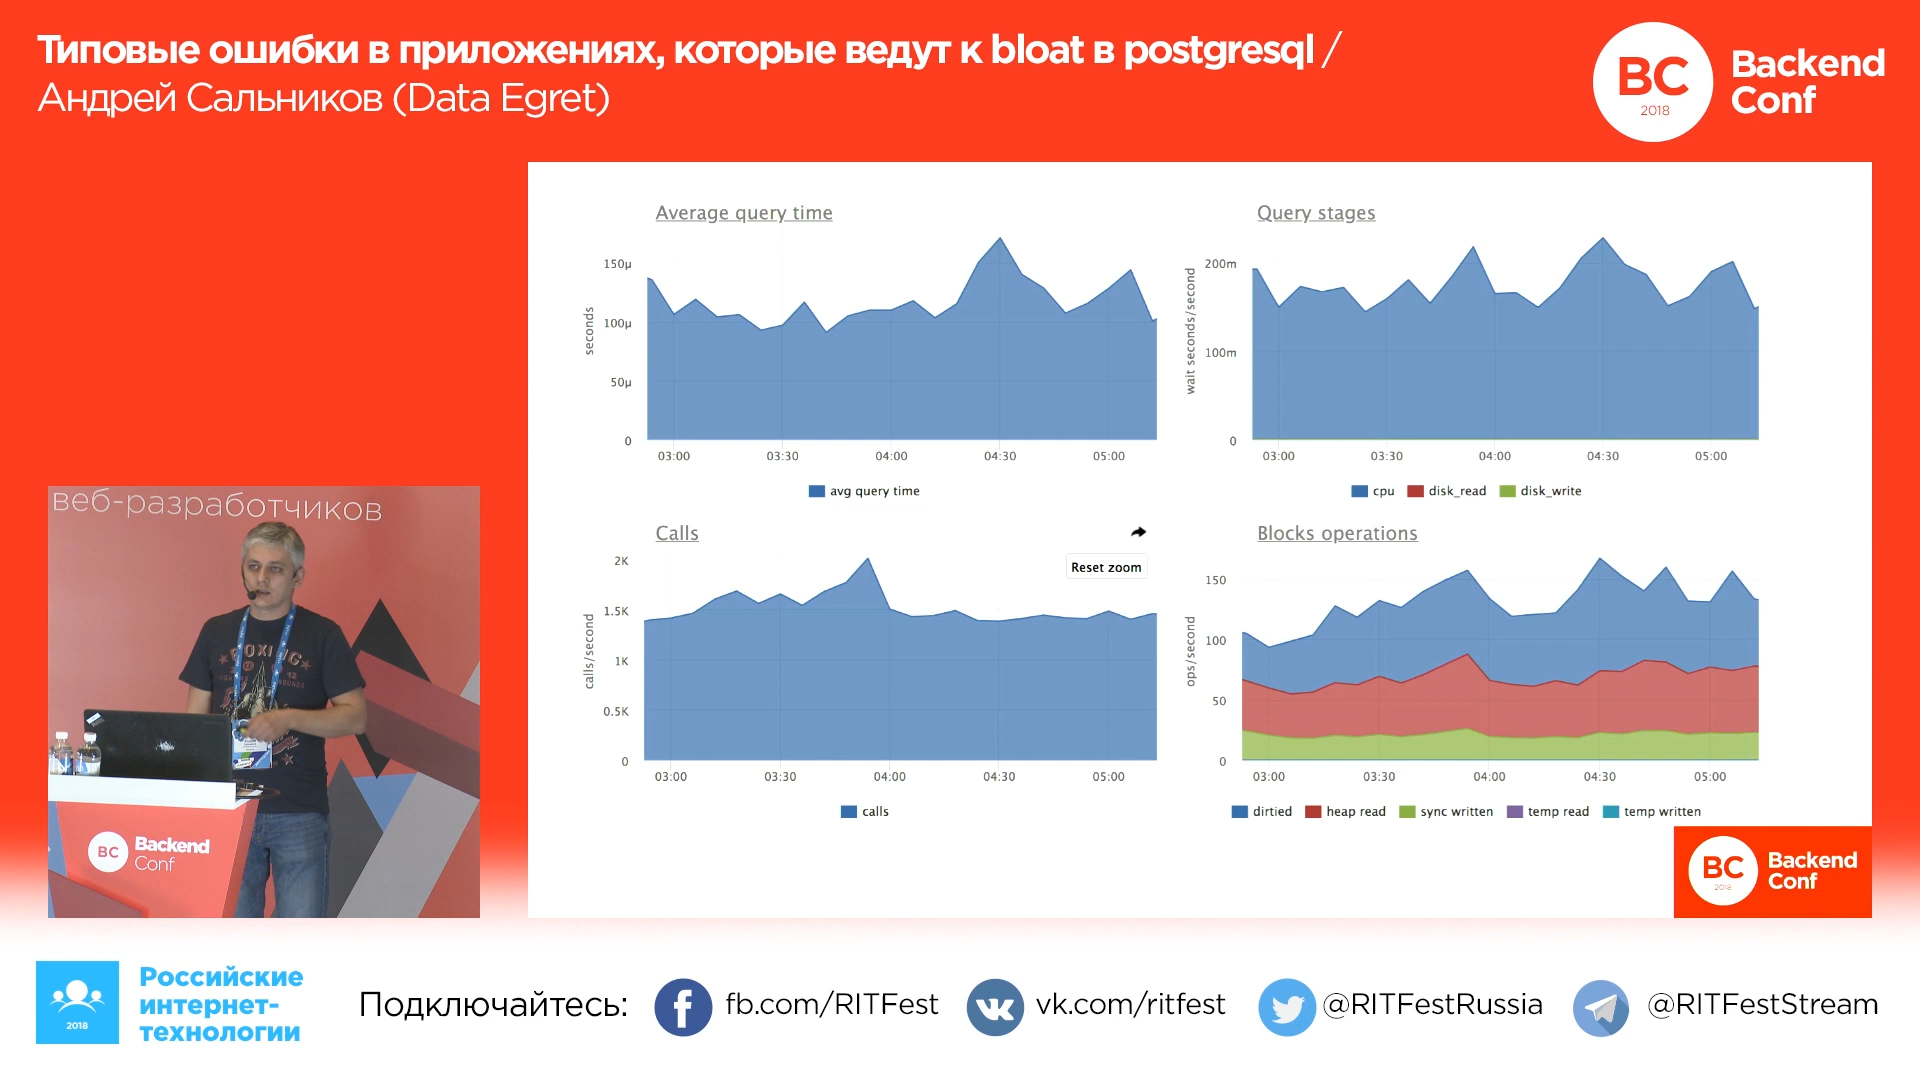 Типовые ошибки в приложениях, которые ведут к bloat в postgresql /
Андрей Сальников (Data Egret)
BC
2018
Backend
Conf
Average query time
seconds
150µ
100µ
50µ
0
03:00 03:30 04:00 04:30 05:00
avg query time
Query stages
wait seconds/second
200m
100m
0
03:00 03:30 04:00 04:30 05:00
cpu disk_read disk_write
Calls
Reset zoom
calls/second
2K
1.5K
1K
0.5K
0
03:00 03:30 04:00 04:30 05:00
calls
Blocks operations
ops/second
150
100
50
0
03:00 03:30 04:00 04:30 05:00
dirtied heap read sync written temp read temp written
BC
2018
Backend
Conf
веб-разработчиков
BC
Backend
Conf
2018
Российские
интернет-
технологии
Подключайтесь:
fb.com/RITFest
vk.com/ritfest
@RITFestRussia
@RITFestStream